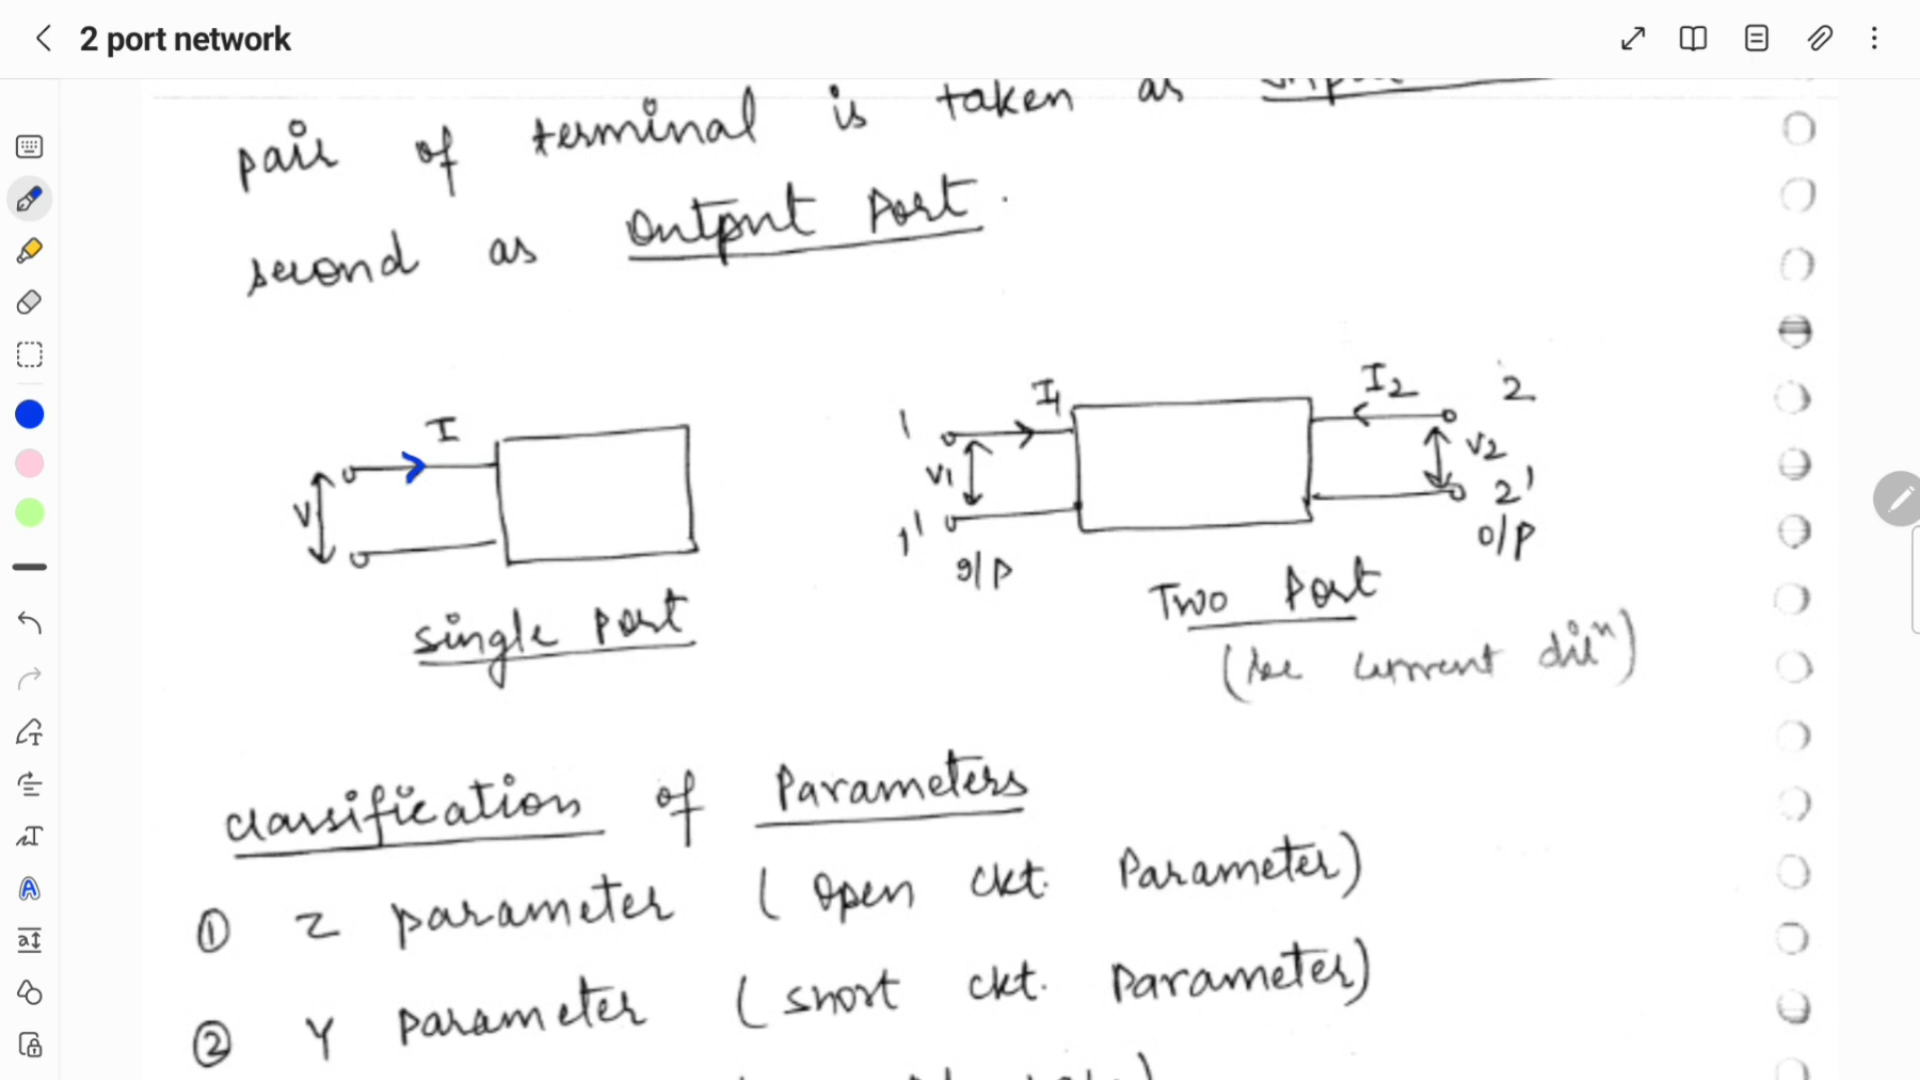 2 port network
pair of terminal is taken as
second as Output Port.
I
V
single port
1 I1 I2 2
V1 V2
1' 2'
I/P O/P
Two Port
(see current dirn)
classification of Parameters
① Z parameter (open ckt. Parameter)
② Y parameter (short ckt. Parameter)